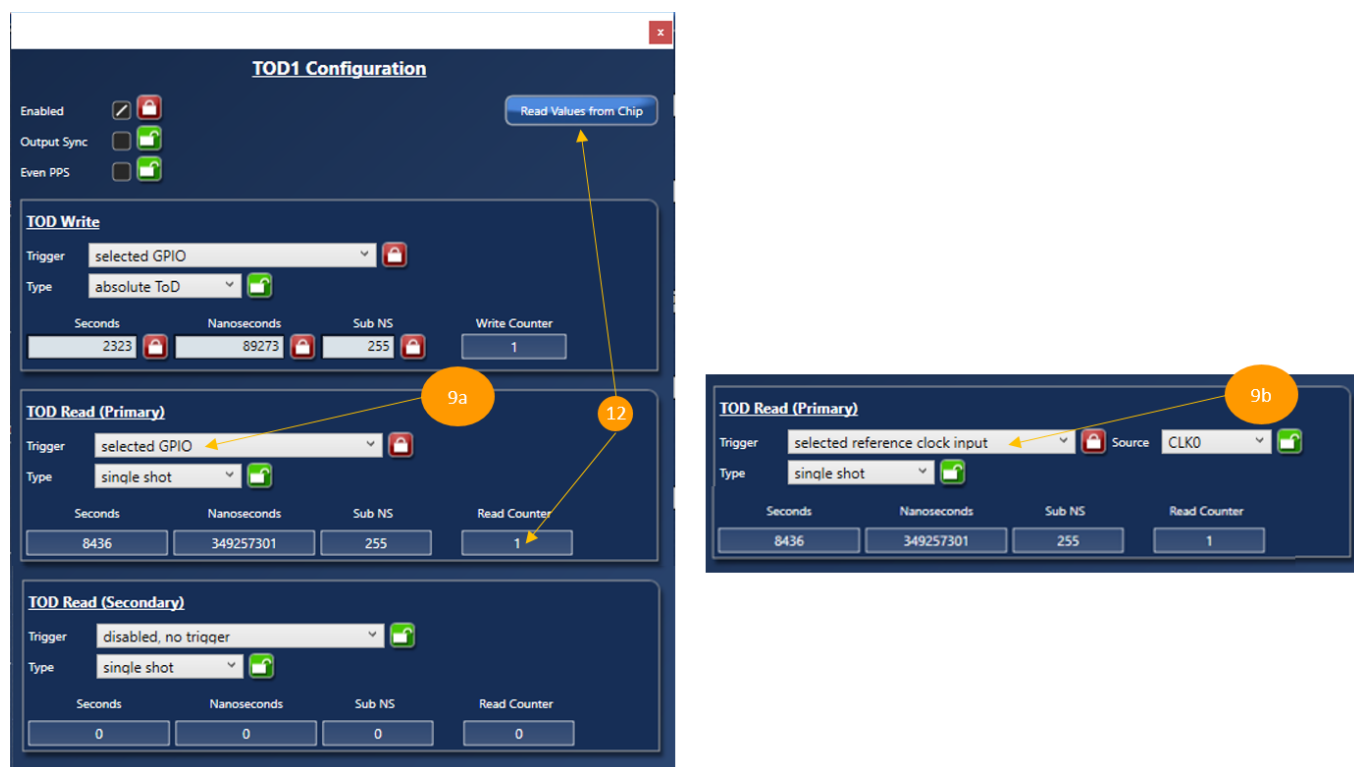 x
TOD1 Configuration
Enabled
Read Values from Chip
Output Sync
Even PPS
TOD Write
Trigger selected GPIO
Type absolute ToD
Seconds Nanoseconds Sub NS Write Counter
2323 89273 255 1
9a
TOD Read (Primary)
12
Trigger selected GPIO
Type single shot
Seconds Nanoseconds Sub NS Read Counter
8436 349257301 255 1
TOD Read (Secondary)
Trigger disabled, no trigger
Type single shot
Seconds Nanoseconds Sub NS Read Counter
0 0 0 0
9b
TOD Read (Primary)
Trigger selected reference clock input Source CLK0
Type single shot
Seconds Nanoseconds Sub NS Read Counter
8436 349257301 255 1